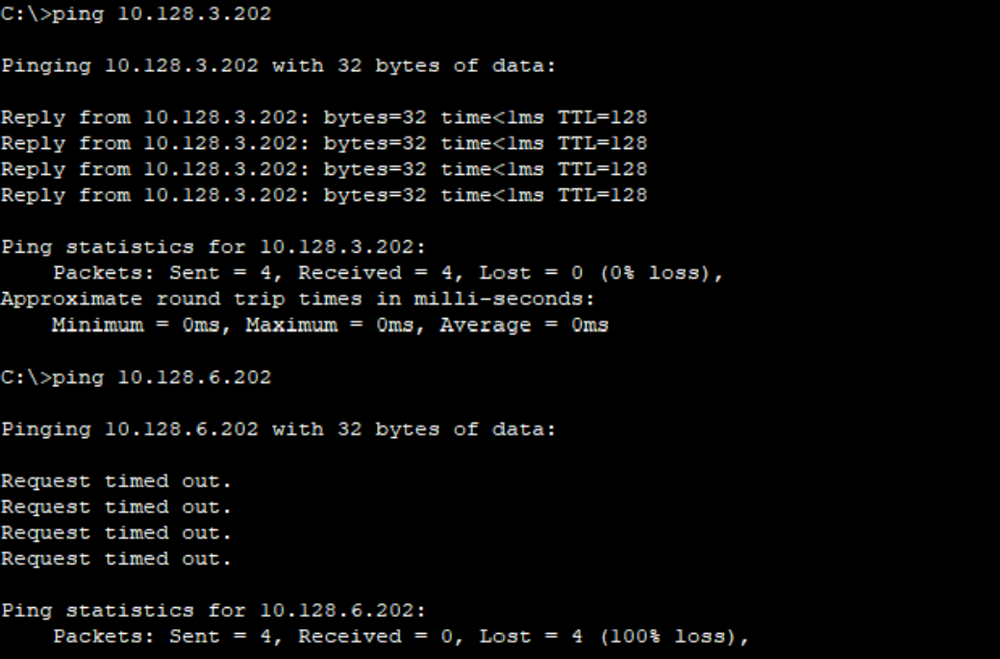 C:\>ping 10.128.3.202
Pinging 10.128.3.202 with 32 bytes of data:
Reply from 10.128.3.202: bytes=32 time<1ms TTL=128
Reply from 10.128.3.202: bytes=32 time<1ms TTL=128
Reply from 10.128.3.202: bytes=32 time<1ms TTL=128
Reply from 10.128.3.202: bytes=32 time<1ms TTL=128
Ping statistics for 10.128.3.202:
    Packets: Sent = 4, Received = 4, Lost = 0 (0% loss),
Approximate round trip times in milli-seconds:
    Minimum = 0ms, Maximum = 0ms, Average = 0ms
C:\>ping 10.128.6.202
Pinging 10.128.6.202 with 32 bytes of data:
Request timed out.
Request timed out.
Request timed out.
Request timed out.
Ping statistics for 10.128.6.202:
    Packets: Sent = 4, Received = 0, Lost = 4 (100% loss),